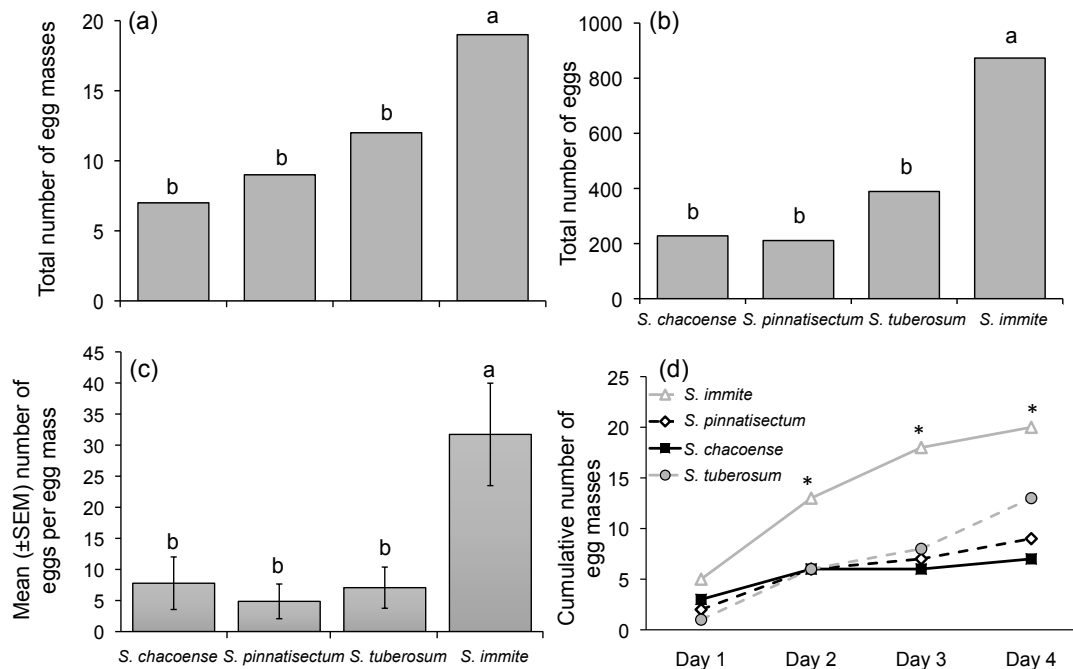 (a)
Total number of egg masses
20
15
10
5
0
b
b
b
a
(b)
Total number of eggs
1000
800
600
400
200
0
b
b
b
a
S. chacoense S. pinnatisectum S. tuberosum S. immite
(c)
Mean (±SEM) number of
eggs per egg mass
45
40
35
30
25
20
15
10
5
0
b
b
b
a
S. chacoense S. pinnatisectum S. tuberosum S. immite
(d)
Cumulative number of
egg masses
25
20
15
10
5
0
S. immite
S. pinnatisectum
S. chacoense
S. tuberosum
*
*
*
Day 1 Day 2 Day 3 Day 4